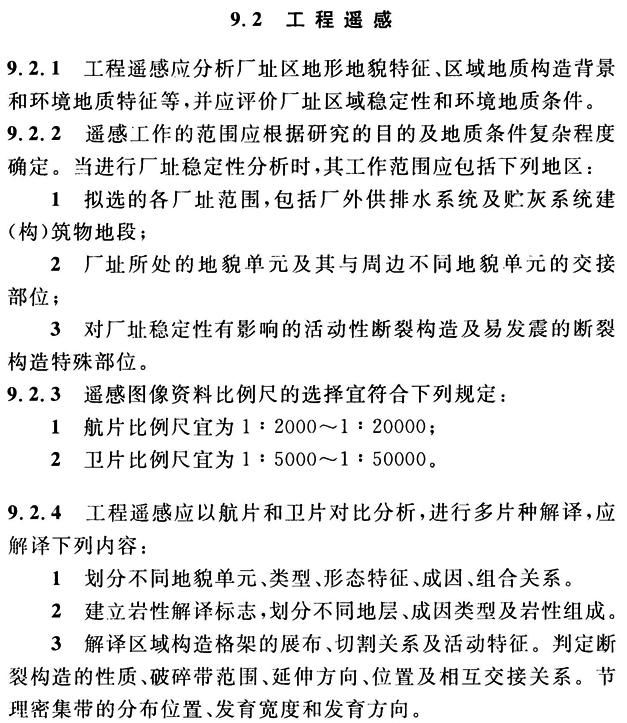 9.2 工程遥感
9.2.1 工程遥感应分析厂址区地形地貌特征、区域地质构造背景
和环境地质特征等,并应评价厂址区域稳定性和环境地质条件。
9.2.2 遥感工作的范围应根据研究的目的及地质条件复杂程度
确定。当进行厂址稳定性分析时,其工作范围应包括下列地区:
1 拟选的各厂址范围,包括厂外供排水系统及贮灰系统建
(构)筑物地段;
2 厂址所处的地貌单元及其与周边不同地貌单元的交接
部位;
3 对厂址稳定性有影响的活动性断裂构造及易发震的断裂
构造特殊部位。
9.2.3 遥感图像资料比例尺的选择宜符合下列规定:
1 航片比例尺宜为1∶2000~1∶20000;
2 卫片比例尺宜为1∶5000~1∶50000。
9.2.4 工程遥感应以航片和卫片对比分析,进行多片种解译,应
解译下列内容:
1 划分不同地貌单元、类型、形态特征、成因、组合关系。
2 建立岩性解译标志,划分不同地层、成因类型及岩性组成。
3 解译区域构造格架的展布、切割关系及活动特征。判定断
裂构造的性质、破碎带范围、延伸方向、位置及相互交接关系。节
理密集带的分布位置、发育宽度和发育方向。